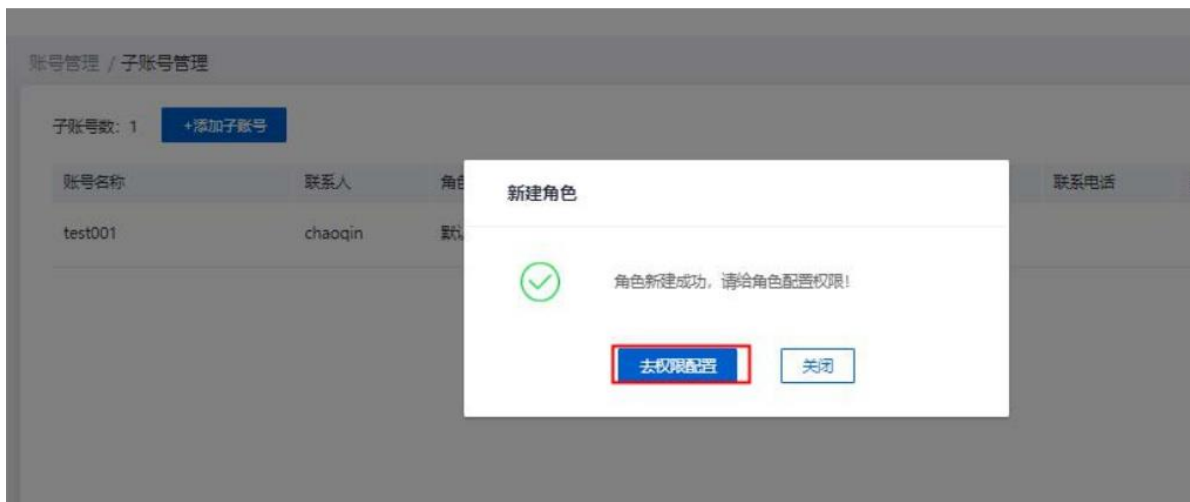 账号管理 / 子账号管理
子账号数：1 +添加子账号
账号名称 联系人 角色 联系电话
test001 chaoqin 默
新建角色
角色新建成功，请给角色配置权限！
去权限配置 关闭